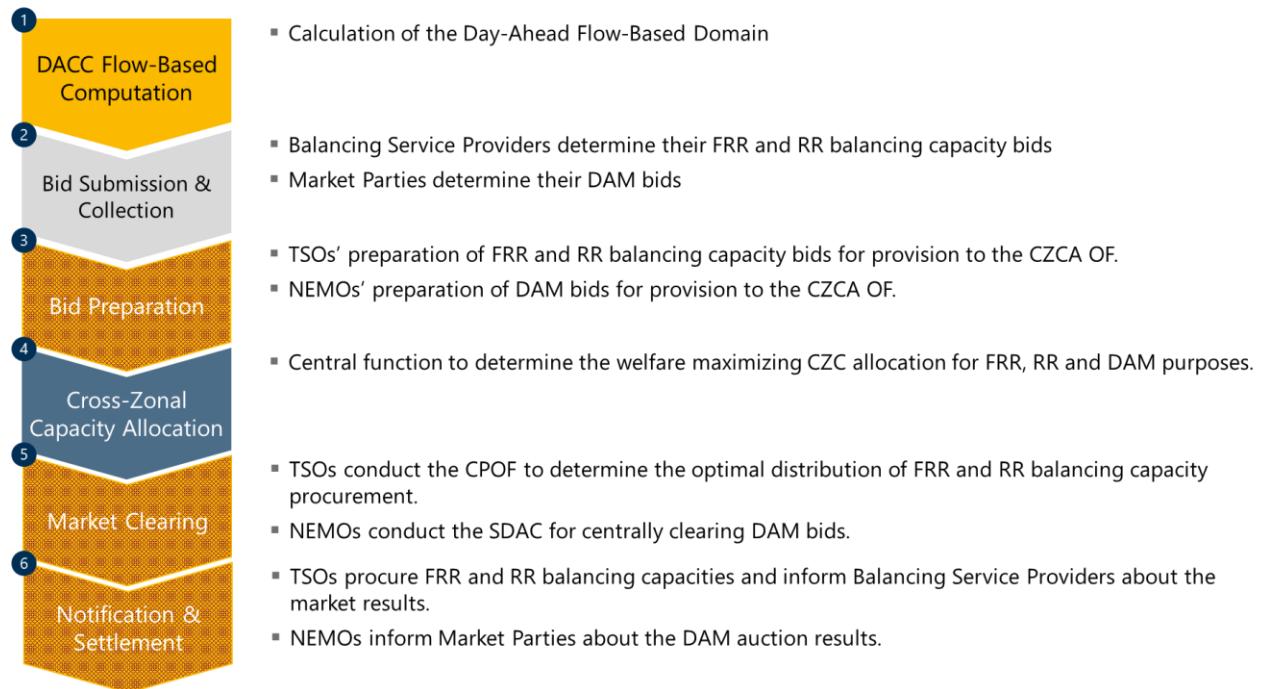 1
DACC Flow-Based
Computation
▪ Calculation of the Day-Ahead Flow-Based Domain
2
Bid Submission &
Collection
▪ Balancing Service Providers determine their FRR and RR balancing capacity bids
▪ Market Parties determine their DAM bids
3
Bid Preparation
▪ TSOs’ preparation of FRR and RR balancing capacity bids for provision to the CZCA OF.
▪ NEMOs’ preparation of DAM bids for provision to the CZCA OF.
4
Cross-Zonal
Capacity Allocation
▪ Central function to determine the welfare maximizing CZC allocation for FRR, RR and DAM purposes.
5
Market Clearing
▪ TSOs conduct the CPOF to determine the optimal distribution of FRR and RR balancing capacity
procurement.
▪ NEMOs conduct the SDAC for centrally clearing DAM bids.
6
Notification &
Settlement
▪ TSOs procure FRR and RR balancing capacities and inform Balancing Service Providers about the
market results.
▪ NEMOs inform Market Parties about the DAM auction results.